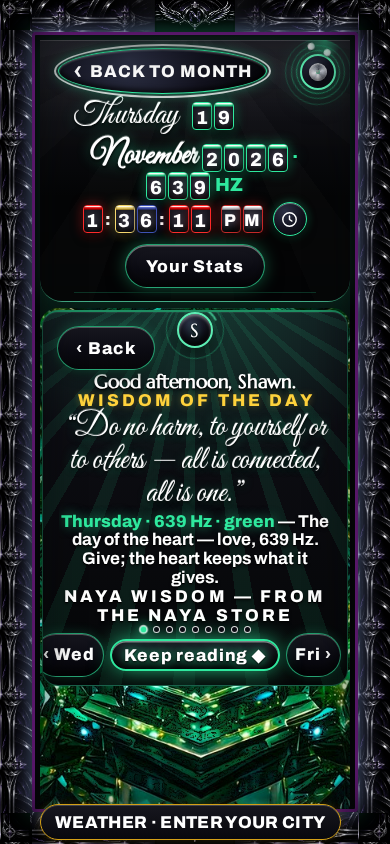 ‹ BACK TO MONTH
Thursday 19
November 2026 ·
639 HZ
1:36:11 PM
Your Stats
S
‹ Back
Good afternoon, Shawn.
WISDOM OF THE DAY
“Do no harm, to yourself or
to others — all is connected,
all is one.”
Thursday · 639 Hz · green — The
day of the heart — love, 639 Hz.
Give; the heart keeps what it
gives.
NAYA WISDOM — FROM
THE NAYA STORE
‹ Wed
Keep reading ◆
Fri ›
WEATHER · ENTER YOUR CITY